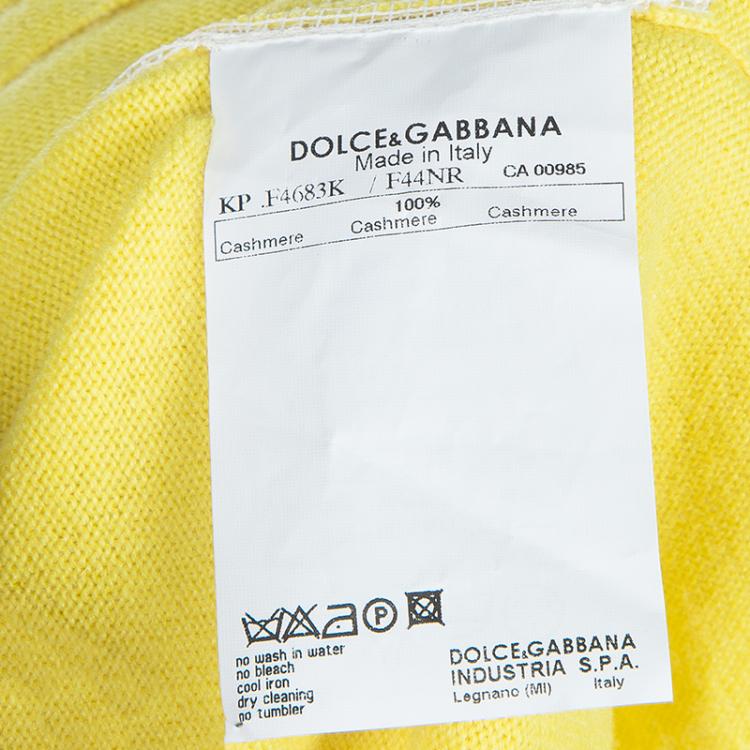 DOLCE&GABBANA
Made in Italy
KP .F4683K / F44NR CA 00985
100%
Cashmere Cashmere Cashmere
P
no wash in water
no bleach
cool iron
dry cleaning
no tumbler
DOLCE&GABBANA
INDUSTRIA S.P.A.
Legnano (MI) Italy